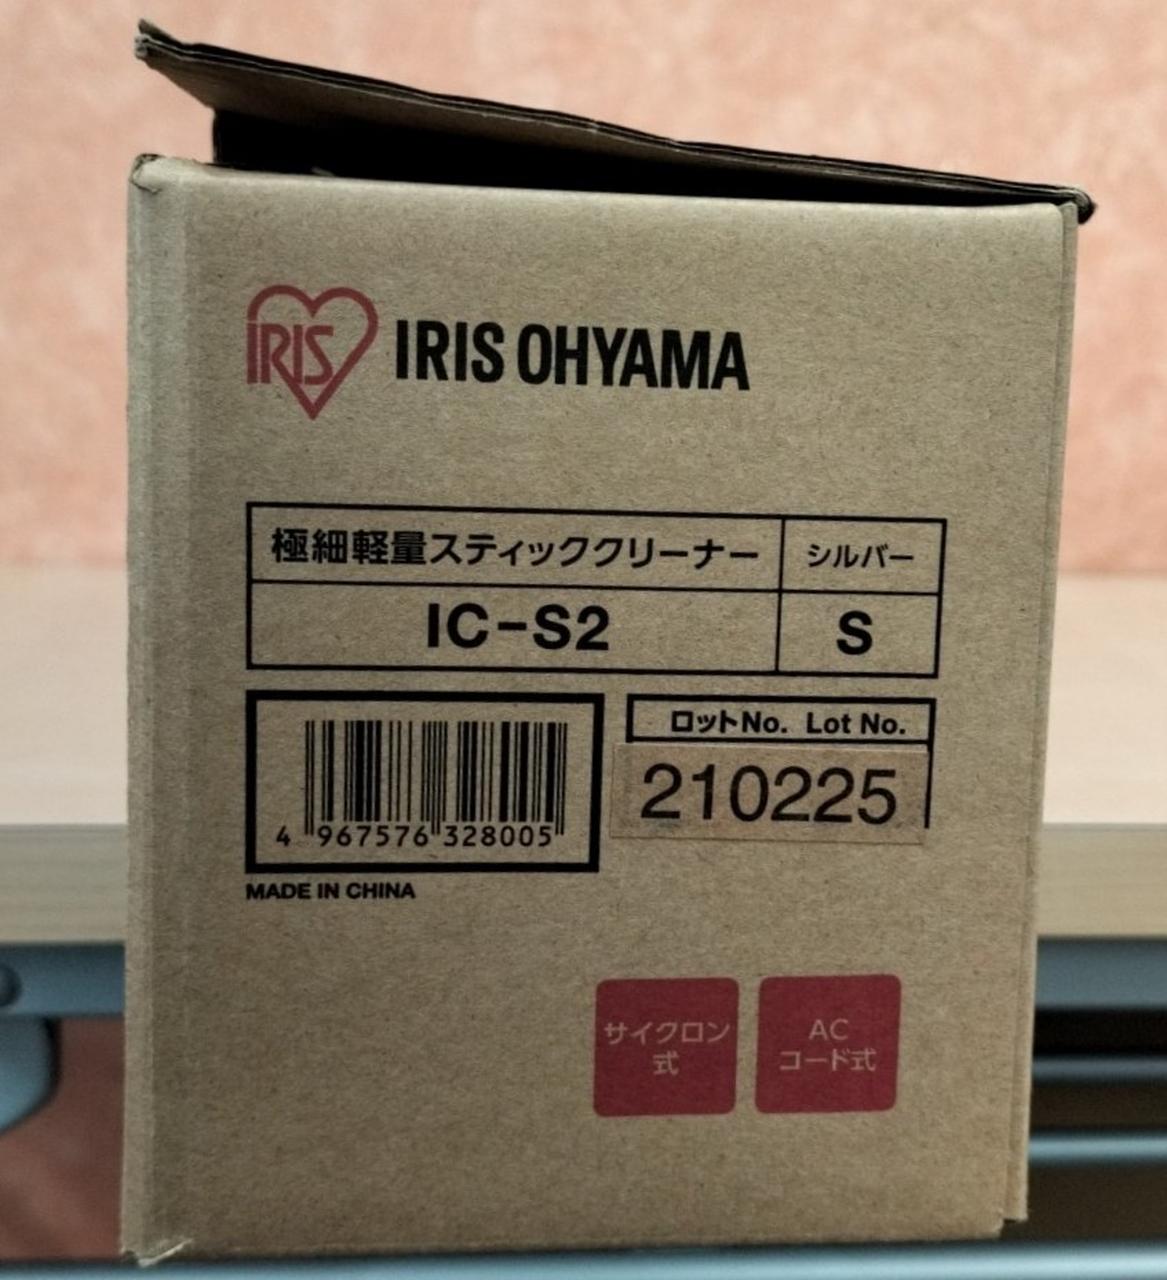 IRIS
IRIS OHYAMA
極細軽量スティッククリーナー
シルバー
IC-S2
S
ロットNo. Lot No.
210225
4 967576 328005
MADE IN CHINA
サイクロン
式
AC
コード式